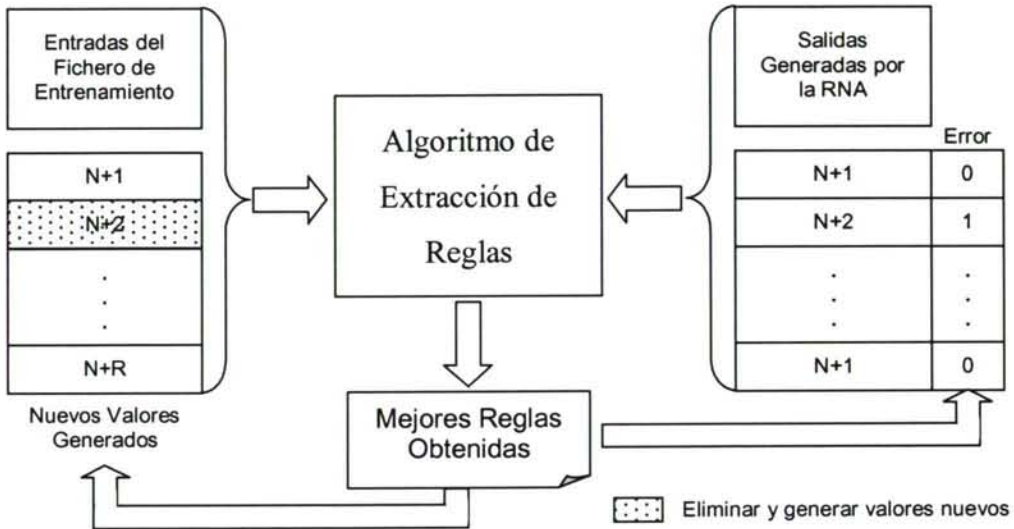 Entradas del
Fichero de
Entrenamiento
N+1
N+2
.
.
.
N+R
Nuevos Valores
Generados
Algoritmo de
Extracción de
Reglas
Mejores Reglas
Obtenidas
Salidas
Generadas por
la RNA
Error
N+1 0
N+2 1
. .
. .
. .
N+1 0
Eliminar y generar valores nuevos